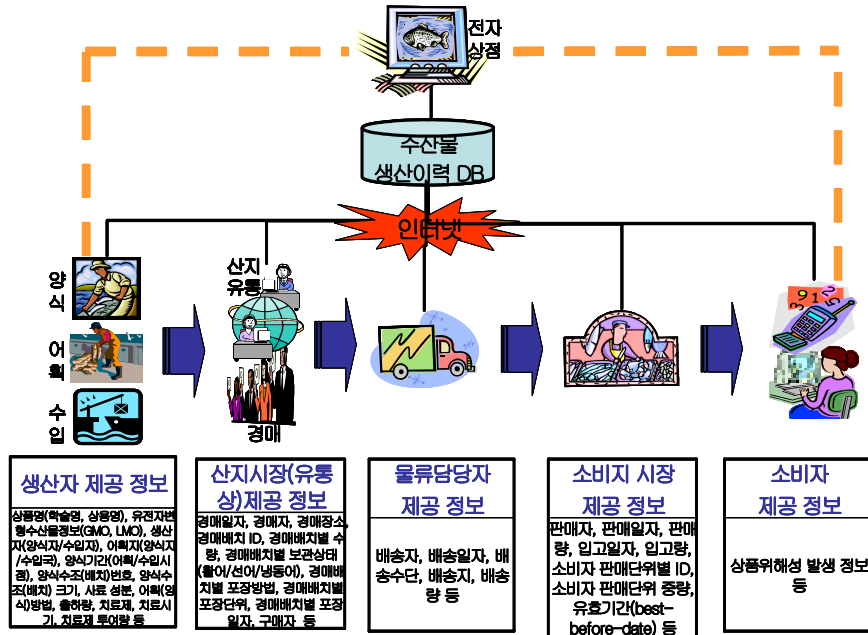 전자
상점
수산물
생산이력 DB
인터넷
양
식
어
획
수
입
산지
유통
경매
생산자 제공 정보
상품명(학술명, 상용명), 유전자변
형수산물정보(GMO, LMO), 생산
자(양식자/수입자), 어획지(양식지
/수입국), 양식기간(어획/수입시
점), 양식수조(배치)번호, 양식수
조(배치) 크기, 사료 성분, 어획(양
식)방법, 출하량, 치료제, 치료시
기, 치료제 투여량 등
산지시장(유통
상)제공 정보
경매일자, 경매자, 경매장소,
경매배치 ID, 경매배치별 수
량, 경매배치별 보관상태
(활어/선어/냉동어), 경매배
치별 포장방법, 경매배치별
포장단위, 경매배치별 포장
일자, 구매자 등
물류담당자
제공 정보
배송자, 배송일자, 배
송수단, 배송지, 배송
량 등
소비지 시장
제공 정보
판매자, 판매일자, 판매
량, 입고일자, 입고량,
소비자 판매단위별 ID,
소비자 판매단위 중량,
유효기간(best-
before-date) 등
소비자
제공 정보
상품위해성 발생 정보
등